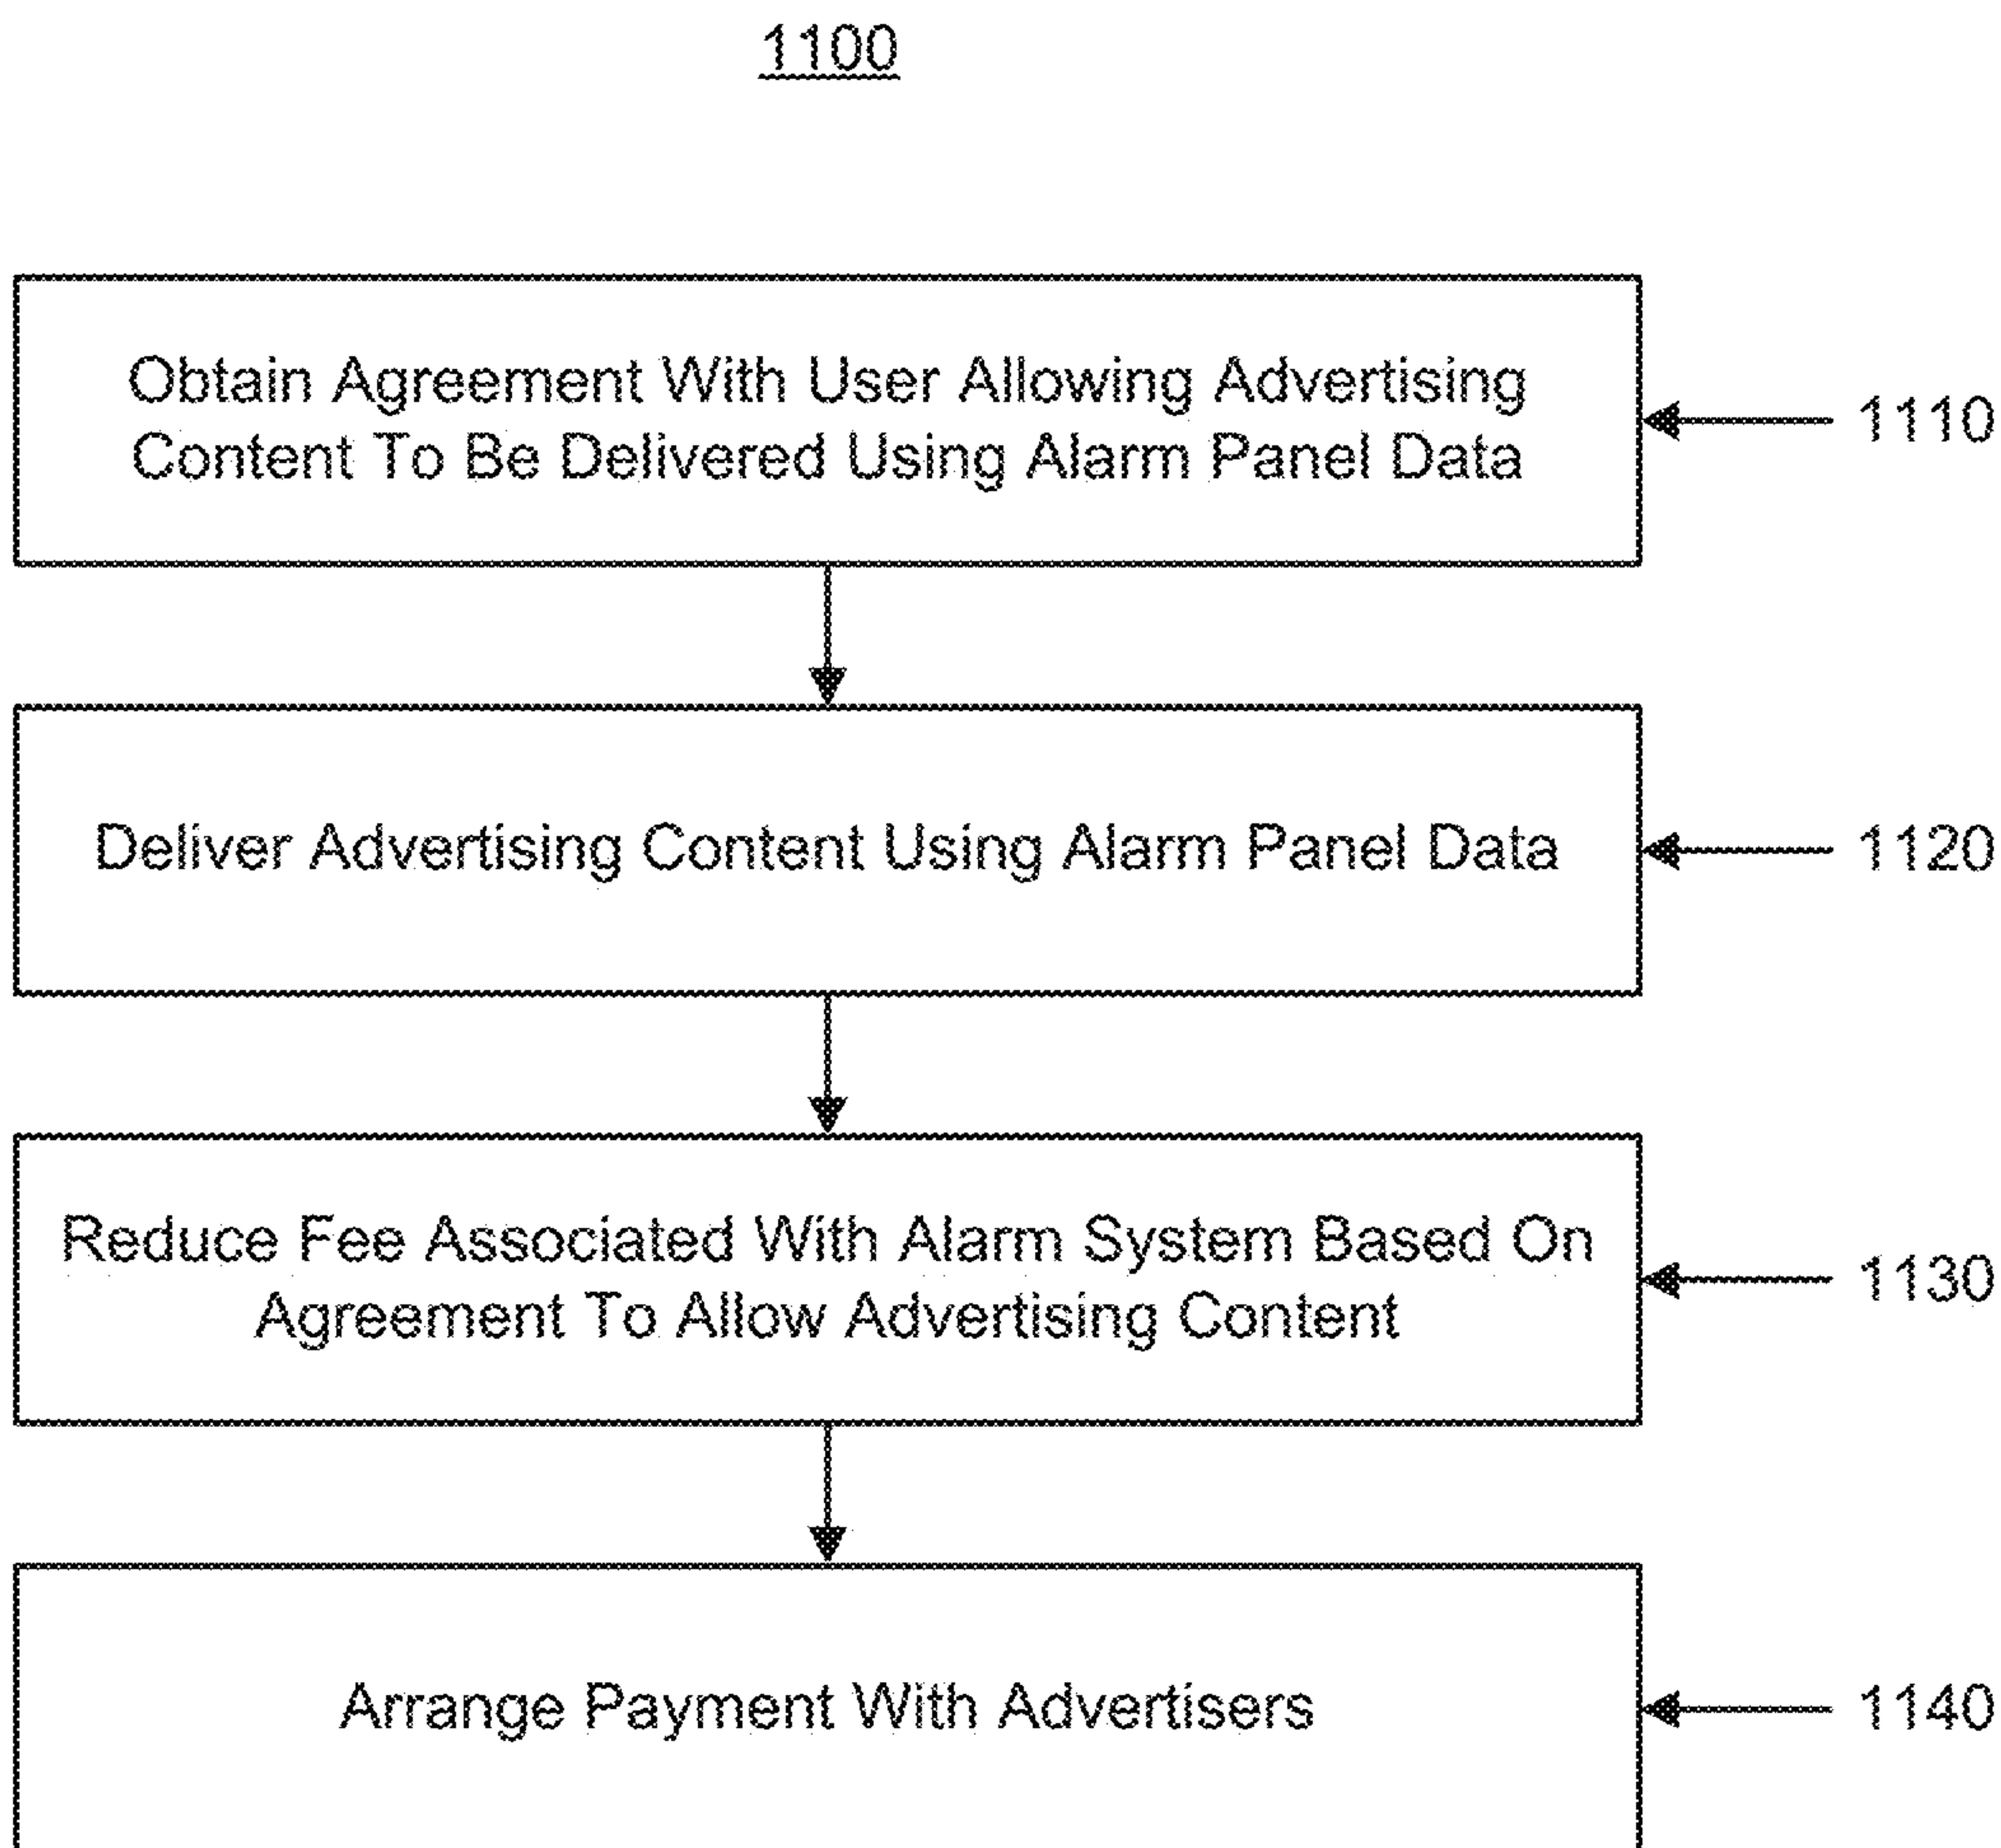 1100
Obtain Agreement With User Allowing Advertising
Content To Be Delivered Using Alarm Panel Data
1110
Deliver Advertising Content Using Alarm Panel Data
1120
Reduce Fee Associated With Alarm System Based On
Agreement To Allow Advertising Content
1130
Arrange Payment With Advertisers
1140